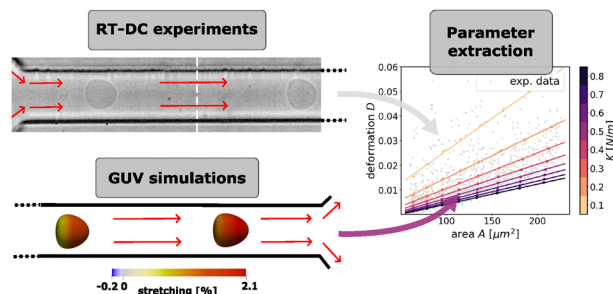 RT-DC experiments
Parameter
extraction
GUV simulations
-0.2 0
2.1
stretching [%]
deformation D
0.06
0.05
0.04
0.03
0.02
0.01
exp. data
100
150
200
area A [μm²]
0.8
0.7
0.6
0.5
0.4
0.3
0.2
0.1
K [N/m]